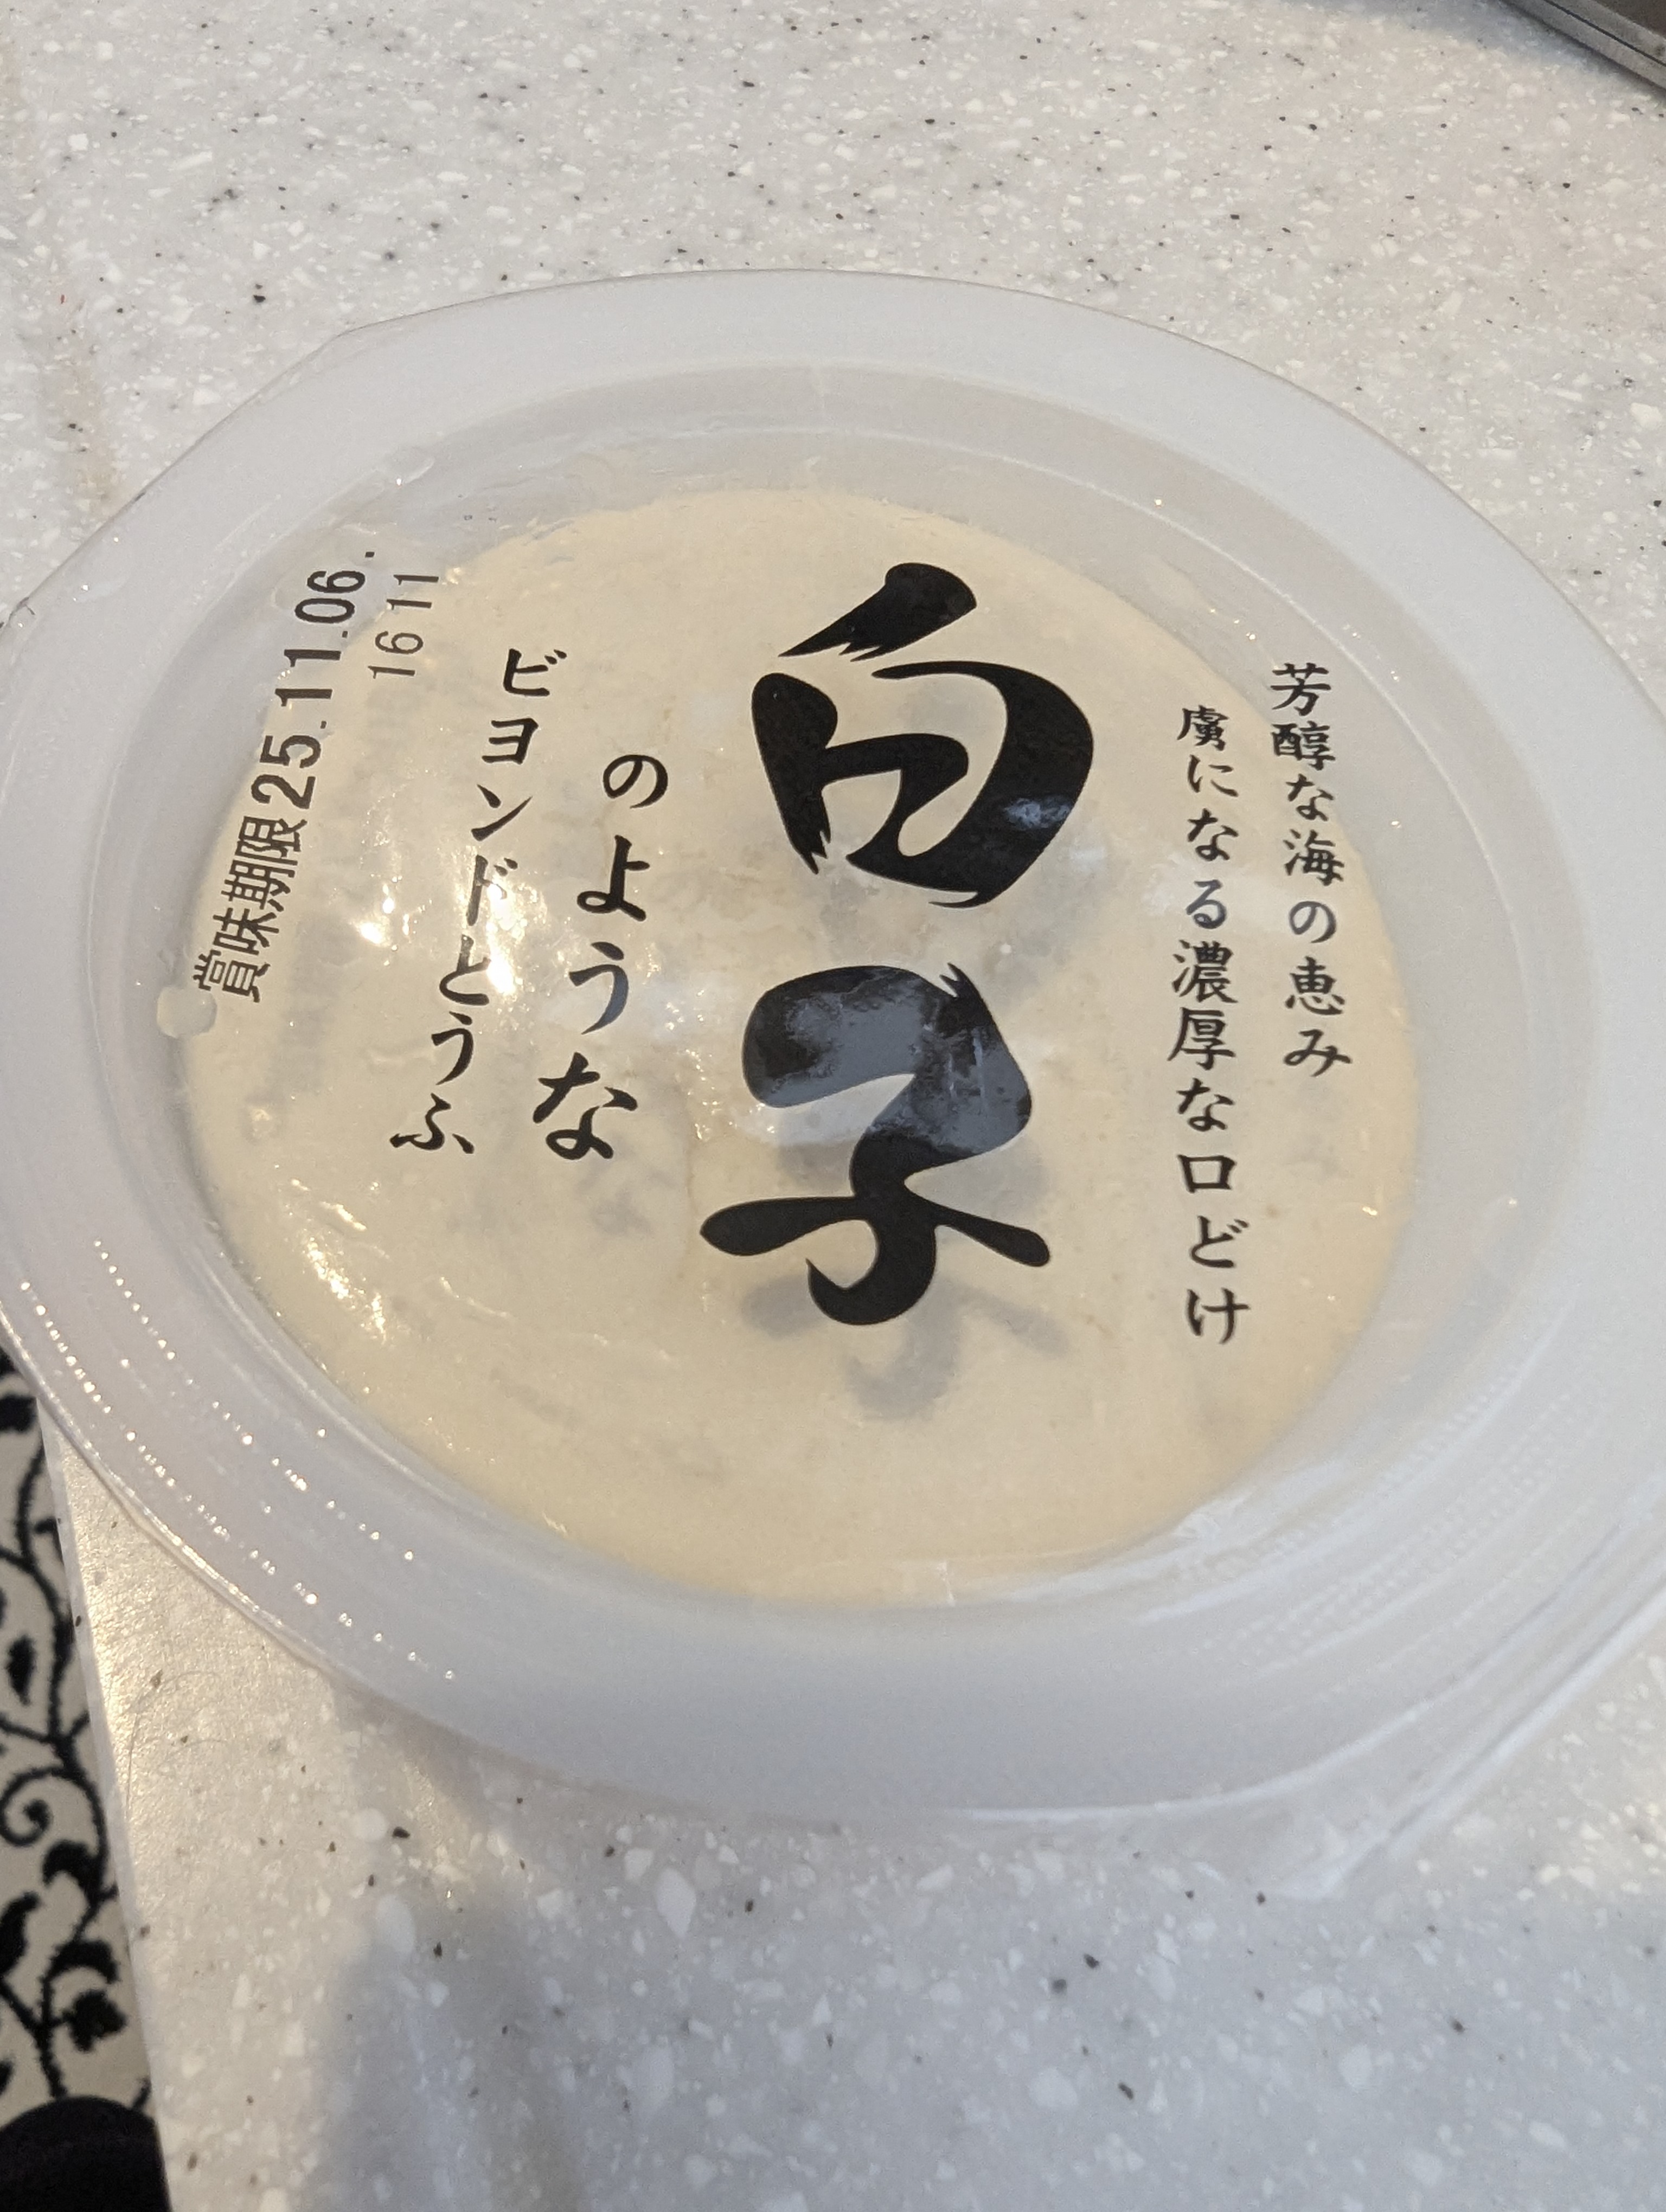 芳醇な海の恵み
虜になる濃厚な口どけ
白子
のような
ビヨンドとうふ
賞味期限25.11.06.
1611